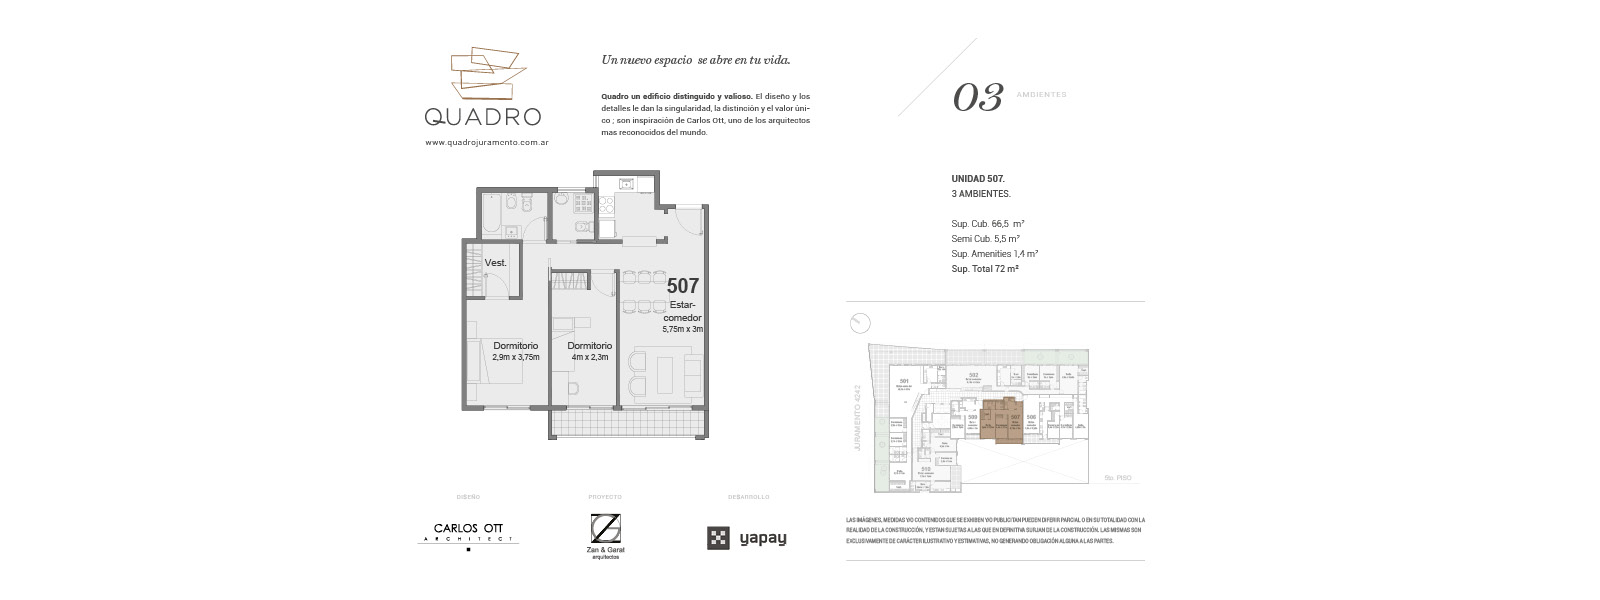 QUADRO
www.quadrojuramento.com.ar
Un nuevo espacio se abre en tu vida.
Quadro un edificio distinguido y valioso. El diseño y los
detalles le dan la singularidad, la distinción y el valor úni-
co ; son inspiración de Carlos Ott, uno de los arquitectos
mas reconocidos del mundo.
Vest.
507
Estar-
comedor
5,75m x 3m
Dormitorio
2,9m x 3,75m
Dormitorio
4m x 2,3m
DISEÑO
CARLOS OTT
ARCHITECT
PROYECTO
Zan & Garat
arquitectos
DESARROLLO
yapay
03 AMBIENTES
UNIDAD 507.
3 AMBIENTES.
Sup. Cub. 66,5 m²
Semi Cub. 5,5 m²
Sup. Amenities 1,4 m²
Sup. Total 72 m²
JURAMENTO 4242
501
502
507
5to. PISO
LAS IMÁGENES, MEDIDAS Y/O CONTENIDOS QUE SE EXHIBEN Y/O PUBLICITAN PUEDEN DIFERIR PARCIAL O EN SU TOTALIDAD CON LA
REALIDAD DE LA CONSTRUCCIÓN, Y ESTAN SUJETAS A LAS QUE EN DEFINITIVA SURJAN DE LA CONSTRUCCIÓN. LAS MISMAS SON
EXCLUSIVAMENTE DE CARÁCTER ILUSTRATIVO Y ESTIMATIVAS, NO GENERANDO OBLIGACIÓN ALGUNA A LAS PARTES.